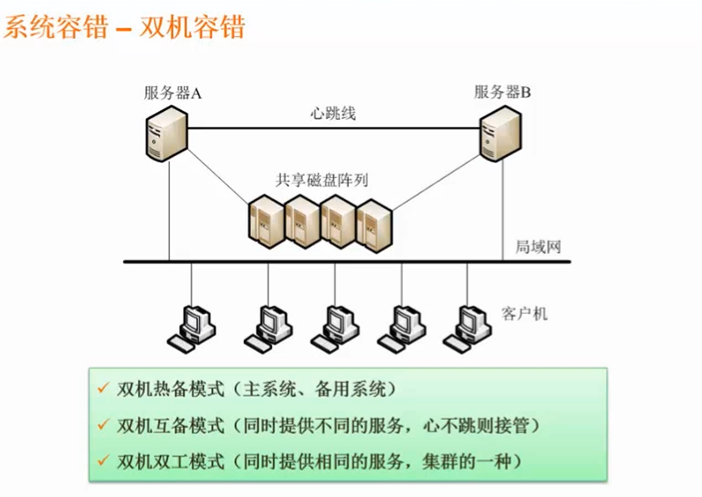 系统容错 – 双机容错
服务器A
服务器B
心跳线
共享磁盘阵列
局域网
客户机
✓ 双机热备模式（主系统、备用系统）
✓ 双机互备模式（同时提供不同的服务，心不跳则接管）
✓ 双机双工模式（同时提供相同的服务，集群的一种）